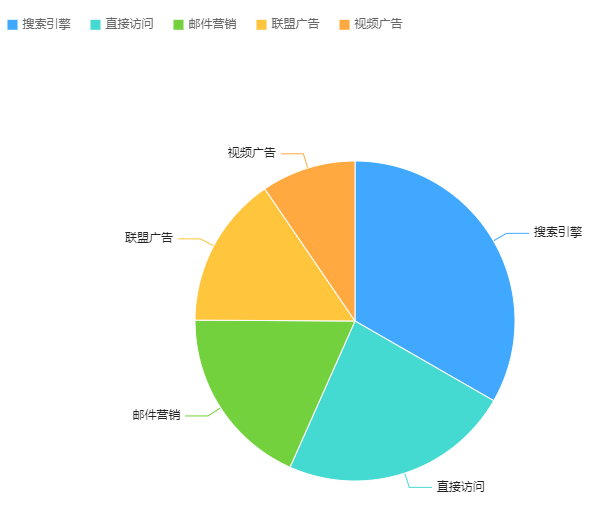 搜索引擎 直接访问 邮件营销 联盟广告 视频广告
视频广告
搜索引擎
联盟广告
邮件营销
直接访问